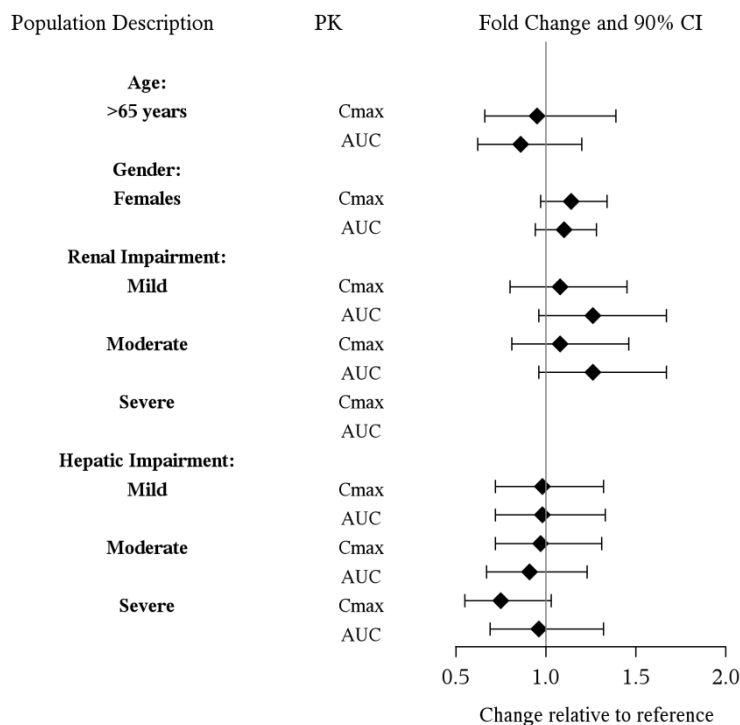 Population Description PK Fold Change and 90% CI
Age:
>65 years Cmax
AUC
Gender:
Females Cmax
AUC
Renal Impairment:
Mild Cmax
AUC
Moderate Cmax
AUC
Severe Cmax
AUC
Hepatic Impairment:
Mild Cmax
AUC
Moderate Cmax
AUC
Severe Cmax
AUC
0.5 1.0 1.5 2.0
Change relative to reference